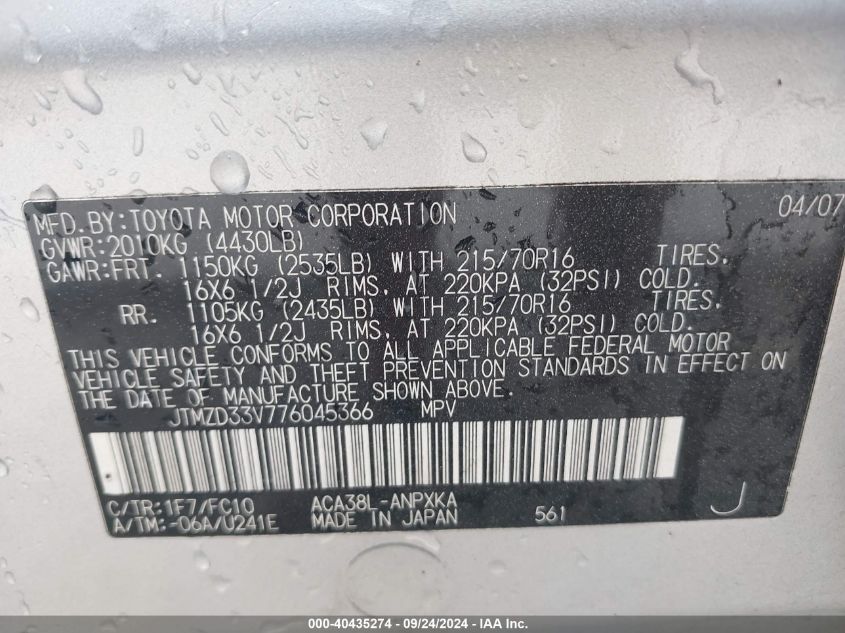 MFD.BY:TOYOTA MOTOR CORPORATION 04/07
GVWR:2010KG (4430LB)
GAWR:FRT. 1150KG (2535LB) WITH 215/70R16 TIRES,
16X6 1/2J RIMS, AT 220KPA (32PSI) COLD.
RR. 1105KG (2435LB) WITH 215/70R16 TIRES,
16X6 1/2J RIMS, AT 220KPA (32PSI) COLD.
THIS VEHICLE CONFORMS TO ALL APPLICABLE FEDERAL MOTOR
VEHICLE SAFETY AND THEFT PREVENTION STANDARDS IN EFFECT ON
THE DATE OF MANUFACTURE SHOWN ABOVE.
JTMZD33V776045366 MPV
C/TR:1F7/FC10 ACA38L-ANPXKA
A/TM:-06A/U241E MADE IN JAPAN 561 J
000-40435274 - 09/24/2024 - IAA Inc.